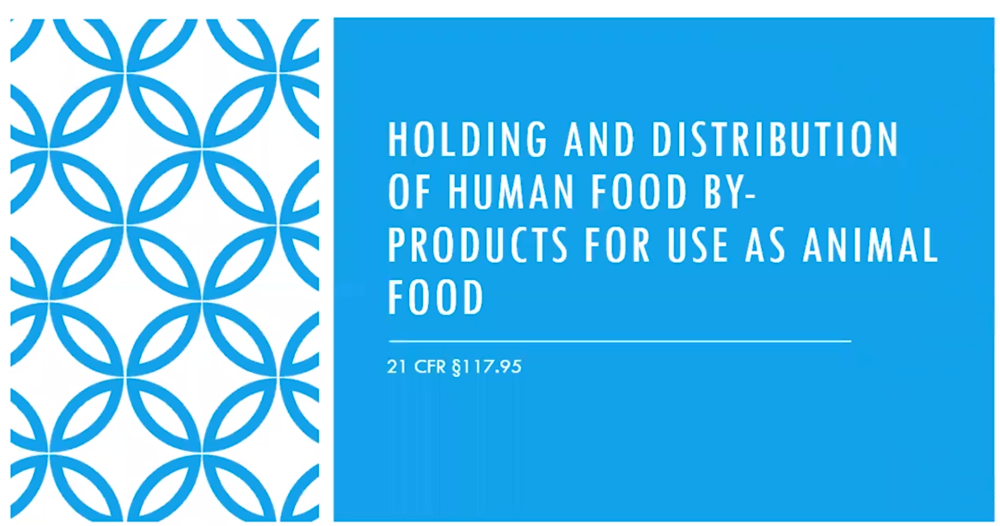 HOLDING AND DISTRIBUTION
OF HUMAN FOOD BY-
PRODUCTS FOR USE AS ANIMAL
FOOD
21 CFR §117.95